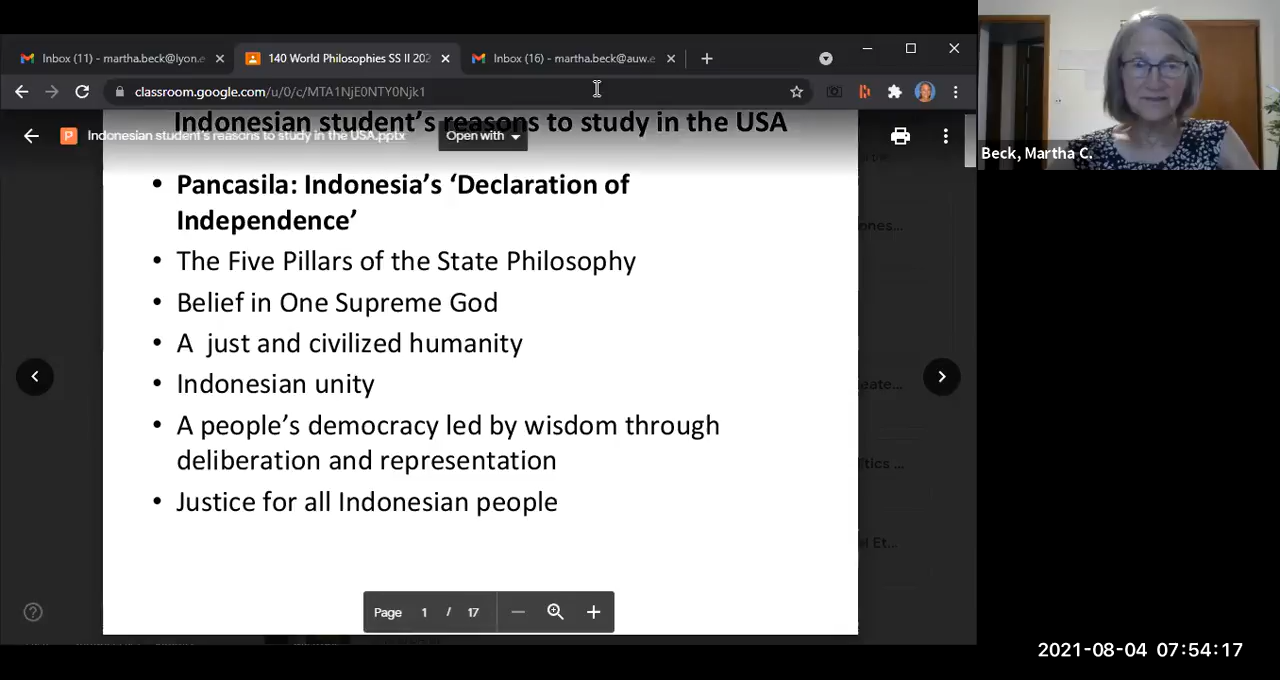 Inbox (11) - martha.beck@lyon.e
140 World Philosophies SS II 202
Inbox (16) - martha.beck@auw.e
classroom.google.com/u/0/c/MTA1NjE0NTY0Njk1
Beck, Martha C.
Indonesian student's reasons to study in the USA
P
Indonesian student's reasons to study in the USA.pptx
Open with
• Pancasila: Indonesia's 'Declaration of
Independence'
• The Five Pillars of the State Philosophy
• Belief in One Supreme God
• A just and civilized humanity
• Indonesian unity
• A people's democracy led by wisdom through
deliberation and representation
• Justice for all Indonesian people
Page 1 / 17
2021-08-04 07:54:17